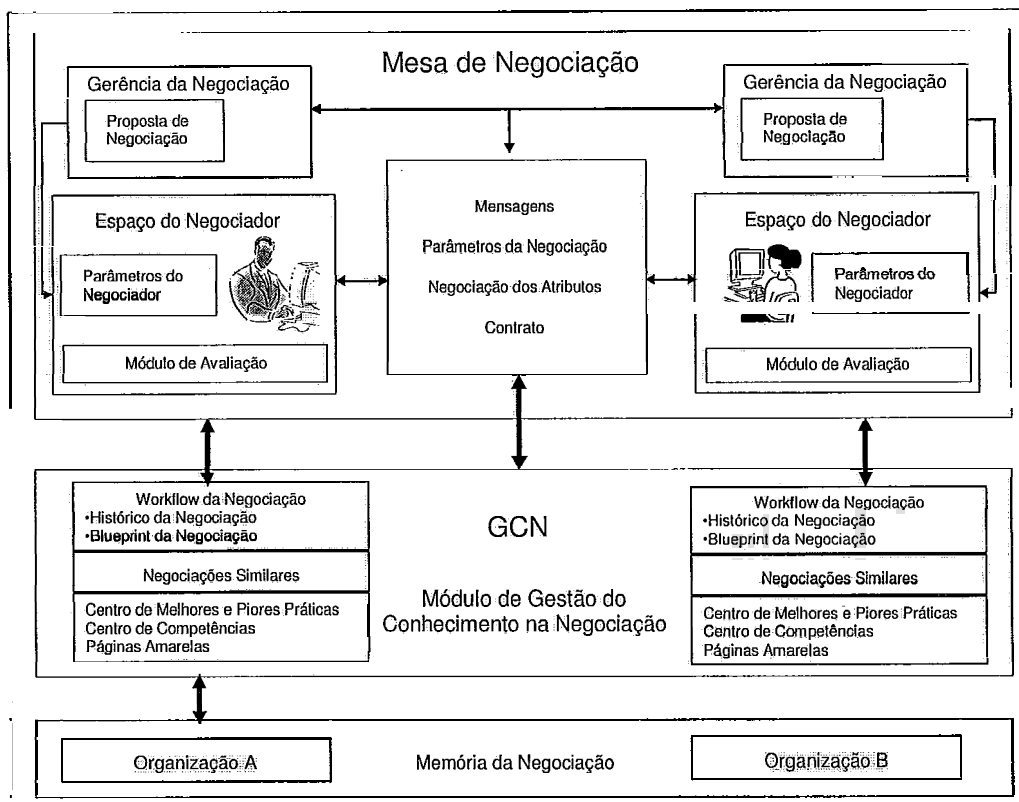 Mesa de Negociação
Gerência da Negociação
Proposta de
Negociação
Espaço do Negociador
Parâmetros do
Negociador
Módulo de Avaliação
Mensagens
Parâmetros da Negociação
Negociação dos Atributos
Contrato
Gerência da Negociação
Proposta de
Negociação
Espaço do Negociador
Parâmetros do
Negociador
Módulo de Avaliação
Workflow da Negociação
•Histórico da Negociação
•Blueprint da Negociação
Negociações Similares
Centro de Melhores e Piores Práticas
Centro de Competências
Páginas Amarelas
GCN
Módulo de Gestão do
Conhecimento na Negociação
Workflow da Negociação
•Histórico da Negociação
•Blueprint da Negociação
Negociações Similares
Centro de Melhores e Piores Práticas
Centro de Competências
Páginas Amarelas
Organização A
Memória da Negociação
Organização B